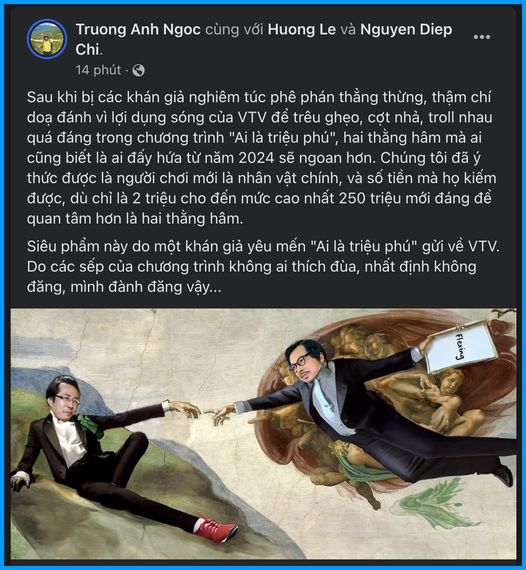 Truong Anh Ngoc cùng với Huong Le và Nguyen Diep
Chi.
14 phút ·
Sau khi bị các khán giả nghiêm túc phê phán thẳng thừng, thậm chí
doạ đánh vì lợi dụng sóng của VTV để trêu ghẹo, cợt nhả, troll nhau
quá đáng trong chương trình "Ai là triệu phú", hai thằng hâm mà ai
cũng biết là ai đấy hứa từ năm 2024 sẽ ngoan hơn. Chúng tôi đã ý
thức được là người chơi mới là nhân vật chính, và số tiền mà họ kiếm
được, dù chỉ là 2 triệu cho đến mức cao nhất 250 triệu mới đáng để
quan tâm hơn là hai thằng hâm.
Siêu phẩm này do một khán giả yêu mến "Ai là triệu phú" gửi về VTV.
Do các sếp của chương trình không ai thích đùa, nhất định không
đăng, mình đành đăng vậy...
Flexing